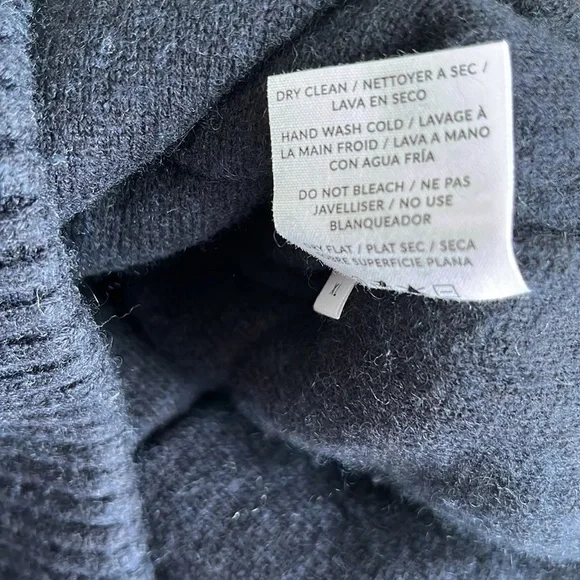 DRY CLEAN / NETTOYER A SEC /
LAVA EN SECO
HAND WASH COLD / LAVAGE À
LA MAIN FROID / LAVA A MANO
CON AGUA FRÍA
DO NOT BLEACH / NE PAS
JAVELLISER / NO USE
BLANQUEADOR
FLAT / PLAT SEC / SECA
SUPERFICIE PLANA